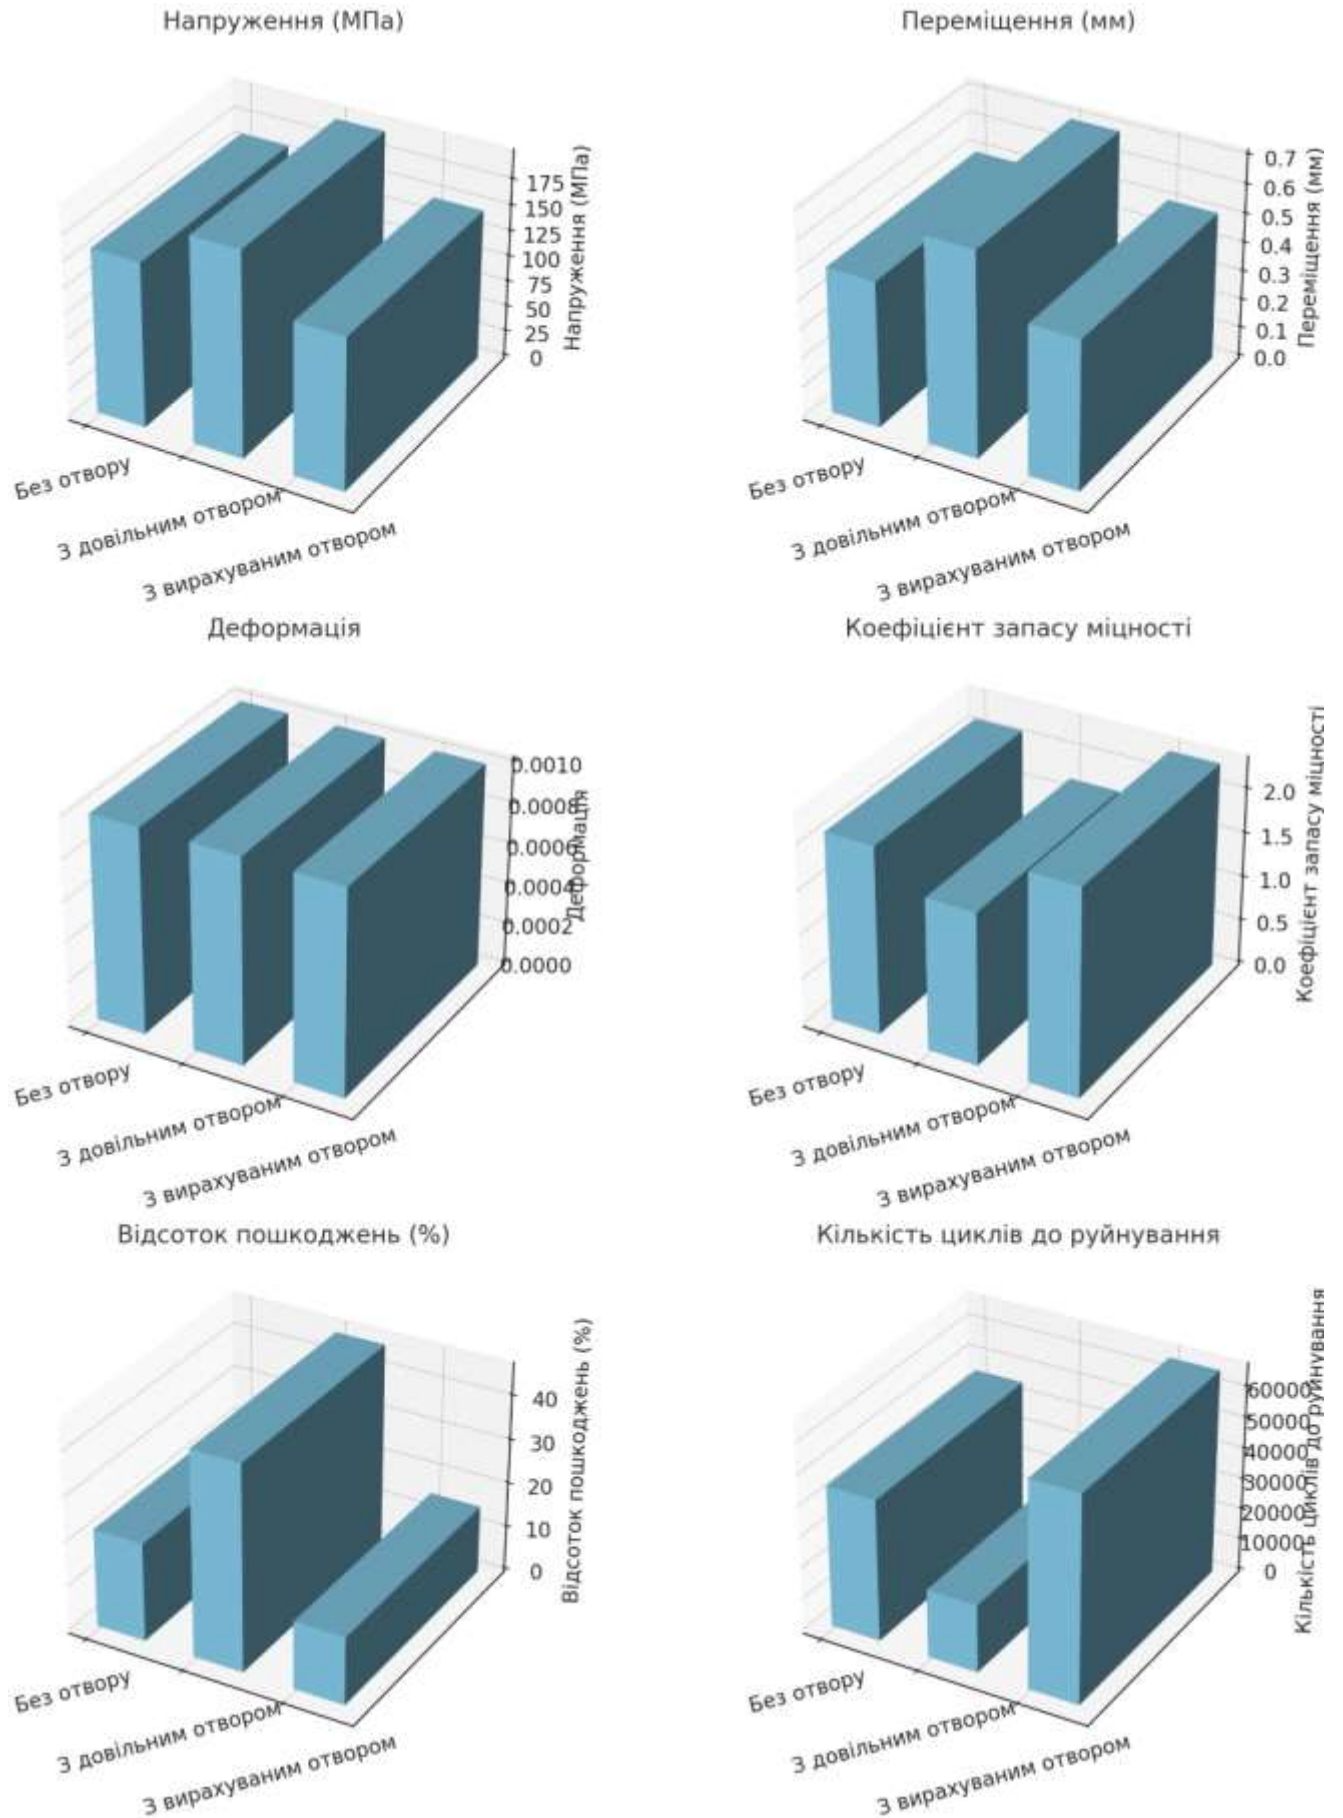 Напруження (МПа)
175
150
125
100
75
50
25
0
Напруження (МПа)
Без отвору
З довільним отвором
З вирахуваним отвором
Переміщення (мм)
0.7
0.6
0.5
0.4
0.3
0.2
0.1
0.0
Переміщення (мм)
Без отвору
З довільним отвором
З вирахуваним отвором
Деформація
0.0010
0.0008
0.0006
0.0004
0.0002
0.0000
Деформація
Без отвору
З довільним отвором
З вирахуваним отвором
Коефіцієнт запасу міцності
2.0
1.5
1.0
0.5
0.0
Коефіцієнт запасу міцності
Без отвору
З довільним отвором
З вирахуваним отвором
Відсоток пошкоджень (%)
40
30
20
10
0
Відсоток пошкоджень (%)
Без отвору
З довільним отвором
З вирахуваним отвором
Кількість циклів до руйнування
60000
50000
40000
30000
20000
10000
0
Кількість циклів до руйнування
Без отвору
З довільним отвором
З вирахуваним отвором